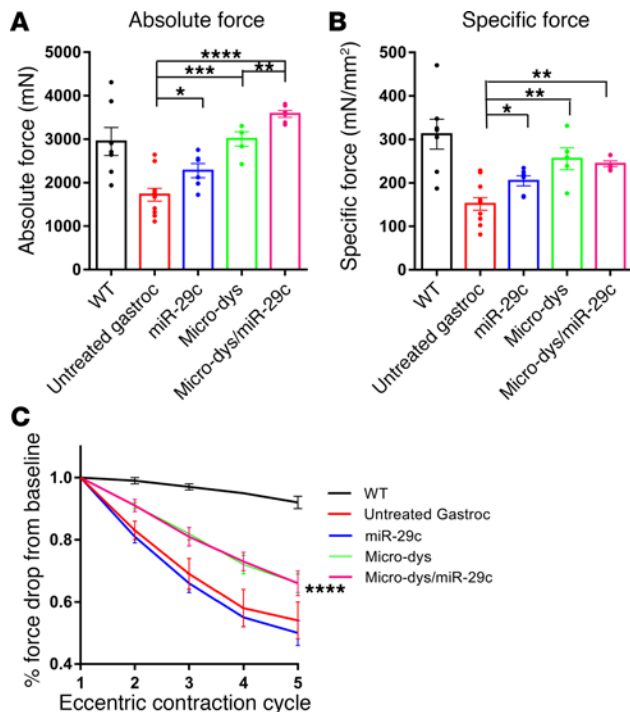 A Absolute force
Absolute force (mN)
5000
4000
3000
2000
1000
0
****
***
**
*
WT
Untreated gastroc
miR-29c
Micro-dys
Micro-dys/miR-29c
B Specific force
Specific force (mN/mm²)
500
400
300
200
100
0
**
**
*
WT
Untreated gastroc
miR-29c
Micro-dys
Micro-dys/miR-29c
C
% force drop from baseline
1.0
0.8
0.6
0.4
1 2 3 4 5
Eccentric contraction cycle
****
WT
Untreated Gastroc
miR-29c
Micro-dys
Micro-dys/miR-29c